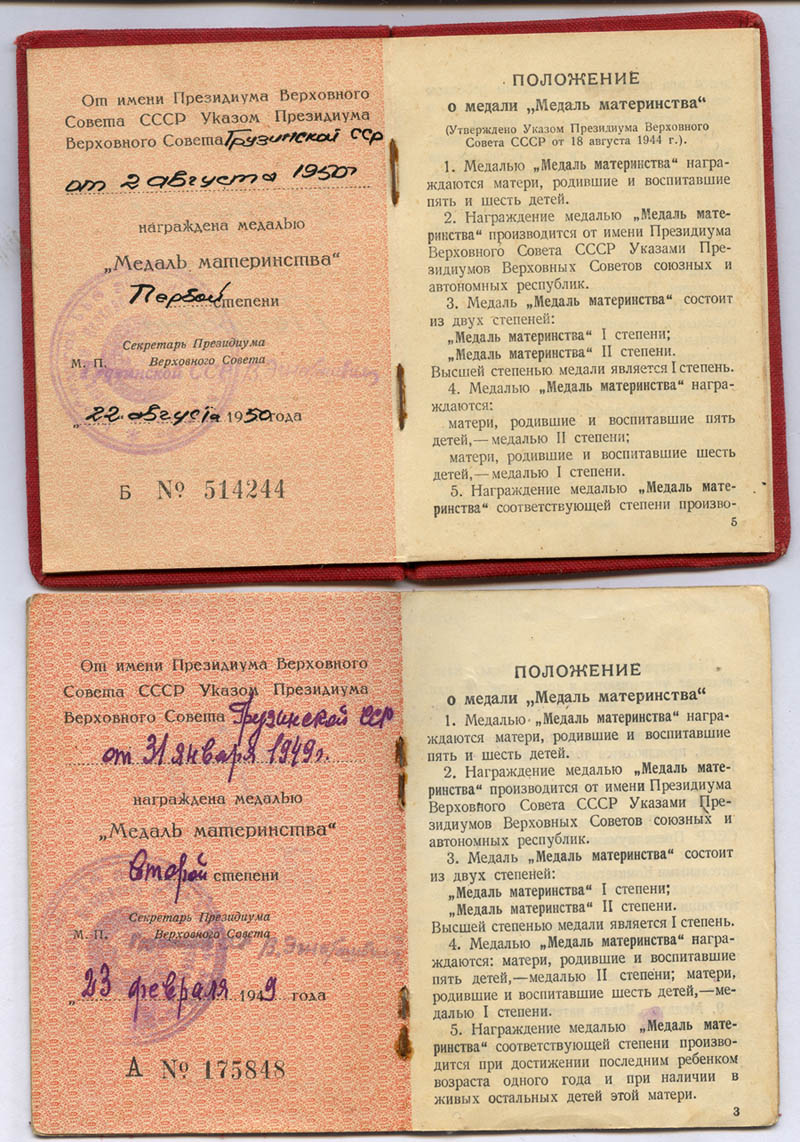 От имени Президиума Верховного
Совета СССР Указом Президиума
Верховного Совета Грузинской ССР
от 2 августа 1950г
награждена медалью
„Медаль материнства“
Первой степени
Секретарь Президиума
М. П. Верховного Совета
Грузинской ССР
„22“ августа 1950 года
Б № 514244
ПОЛОЖЕНИЕ
о медали „Медаль материнства“
(Утверждено Указом Президиума Верховного
Совета СССР от 18 августа 1944 г.).
1. Медалью „Медаль материнства“ награ-
ждаются матери, родившие и воспитавшие
пять и шесть детей.
2. Награждение медалью „Медаль мате-
ринства“ производится от имени Президиума
Верховного Совета СССР Указами Пре-
зидиумов Верховных Советов союзных и
автономных республик.
3. Медаль „Медаль материнства“ состоит
из двух степеней:
„Медаль материнства“ I степени;
„Медаль материнства“ II степени.
Высшей степенью медали является I степень.
4. Медалью „Медаль материнства“ награ-
ждаются:
матери, родившие и воспитавшие пять
детей,—медалью II степени;
матери, родившие и воспитавшие шесть
детей,—медалью I степени.
5. Награждение медалью „Медаль мате-
ринства“ соответствующей степени произво-
5
От имени Президиума Верховного
Совета СССР Указом Президиума
Верховного Совета Грузинской ССР
от 31 января 1949г.
награждена медалью
„Медаль материнства“
второй степени
Секретарь Президиума
М. П. Верховного Совета
„23 февраля 1949 года
А № 175848
ПОЛОЖЕНИЕ
о медали „Медаль материнства“
1. Медалью „Медаль материнства“ награ-
ждаются матери, родившие и воспитавшие
пять и шесть детей.
2. Награждение медалью „Медаль мате-
ринства“ производится от имени Президиума
Верховного Совета СССР Указами Пре-
зидиумов Верховных Советов союзных и
автономных республик.
3. Медаль „Медаль материнства“ состоит
из двух степеней:
„Медаль материнства“ I степени;
„Медаль материнства“ II степени.
Высшей степенью медали является I степень.
4. Медалью „Медаль материнства“ награ-
ждаются: матери, родившие и воспитавшие
пять детей,—медалью II степени; матери,
родившие и воспитавшие шесть детей,—ме-
далью I степени.
5. Награждение медалью „Медаль мате-
ринства“ соответствующей степени произво-
дится при достижении последним ребенком
возраста одного года и при наличии в
живых остальных детей этой матери.
3